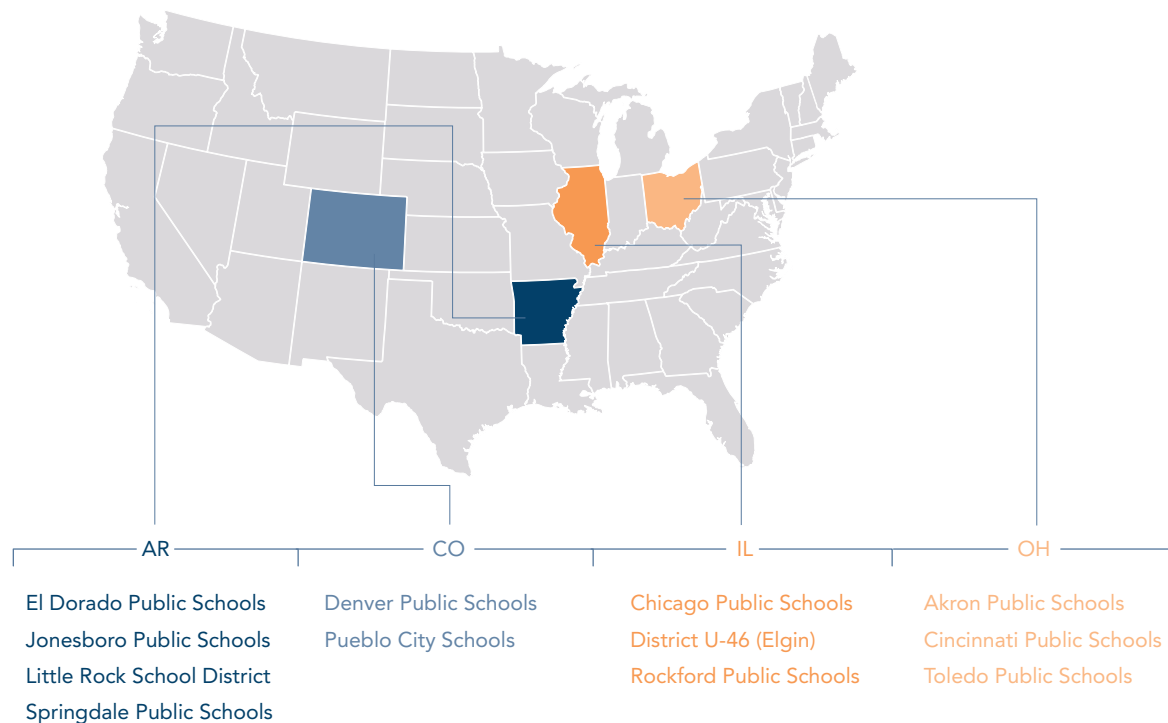 AR
CO
IL
OH
El Dorado Public Schools
Jonesboro Public Schools
Little Rock School District
Springdale Public Schools
Denver Public Schools
Pueblo City Schools
Chicago Public Schools
District U-46 (Elgin)
Rockford Public Schools
Akron Public Schools
Cincinnati Public Schools
Toledo Public Schools